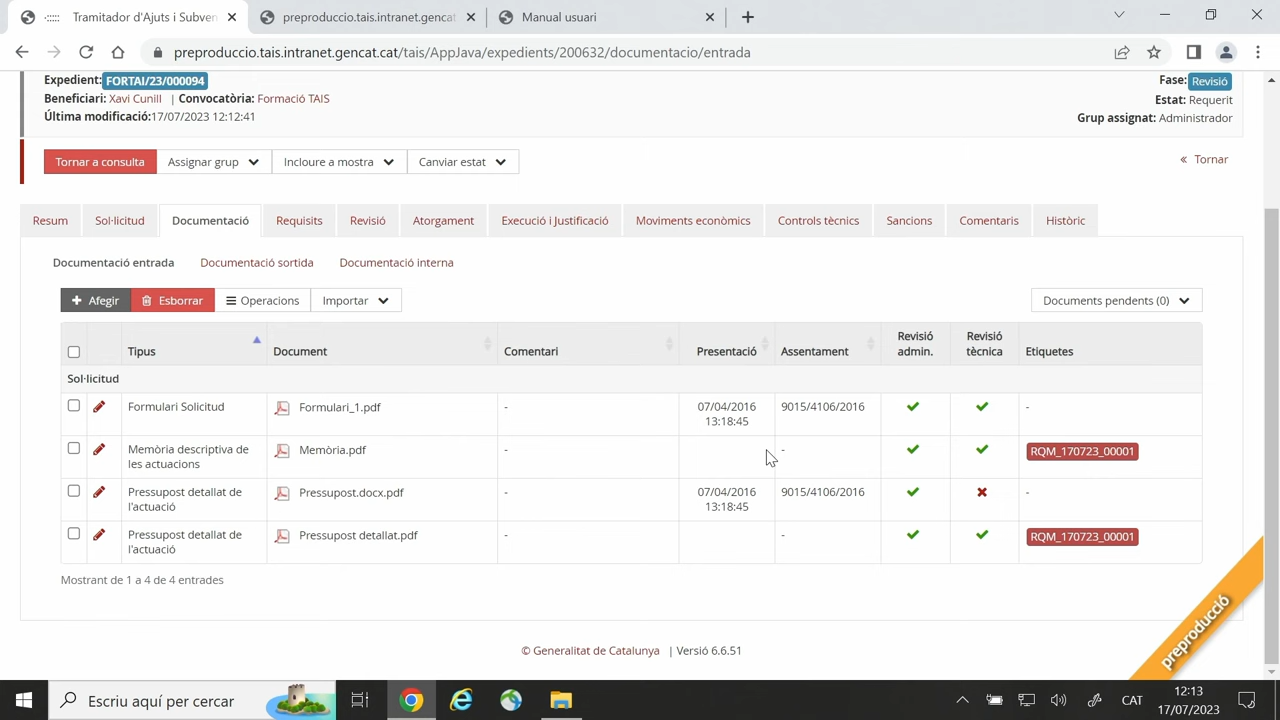 ·::::· Tramitador d'Ajuts i Subven
preproduccio.tais.intranet.gencat
Manual usuari
preproduccio.tais.intranet.gencat.cat/tais/AppJava/expedients/200632/documentacio/entrada
Expedient: FORTAI/23/000094
Fase: Revisió
Beneficiari: Xavi Cunill | Convocatòria: Formació TAIS
Estat: Requerit
Última modificació:17/07/2023 12:12:41
Grup assignat: Administrador
Tornar a consulta Assignar grup Incloure a mostra Canviar estat
« Tornar
Resum Sol·licitud Documentació Requisits Revisió Atorgament Execució i Justificació Moviments econòmics Controls tècnics Sancions Comentaris Històric
Documentació entrada Documentació sortida Documentació interna
Afegir Esborrar Operacions Importar
Documents pendents (0)
Tipus Document Comentari Presentació Assentament Revisió admin. Revisió tècnica Etiquetes
Sol·licitud
Formulari Solicitud Formulari_1.pdf - 07/04/2016 13:18:45 9015/4106/2016 -
Memòria descriptiva de les actuacions Memòria.pdf - - RQM_170723_00001
Pressupost detallat de l'actuació Pressupost.docx.pdf - 07/04/2016 13:18:45 9015/4106/2016 -
Pressupost detallat de l'actuació Pressupost detallat.pdf - - RQM_170723_00001
Mostrant de 1 a 4 de 4 entrades
preproducció
© Generalitat de Catalunya | Versió 6.6.51
Escriu aquí per cercar
CAT
12:13
17/07/2023